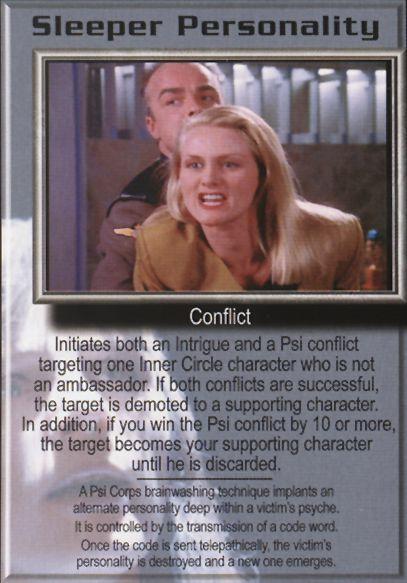 Sleeper Personality
Conflict
Initiates both an Intrigue and a Psi conflict
targeting one Inner Circle character who is not
an ambassador. If both conflicts are successful,
the target is demoted to a supporting character.
In addition, if you win the Psi conflict by 10 or more,
the target becomes your supporting character
until he is discarded.
A Psi Corps brainwashing technique implants an
alternate personality deep within a victim's psyche.
It is controlled by the transmission of a code word.
Once the code is sent telepathically, the victim's
personality is destroyed and a new one emerges.